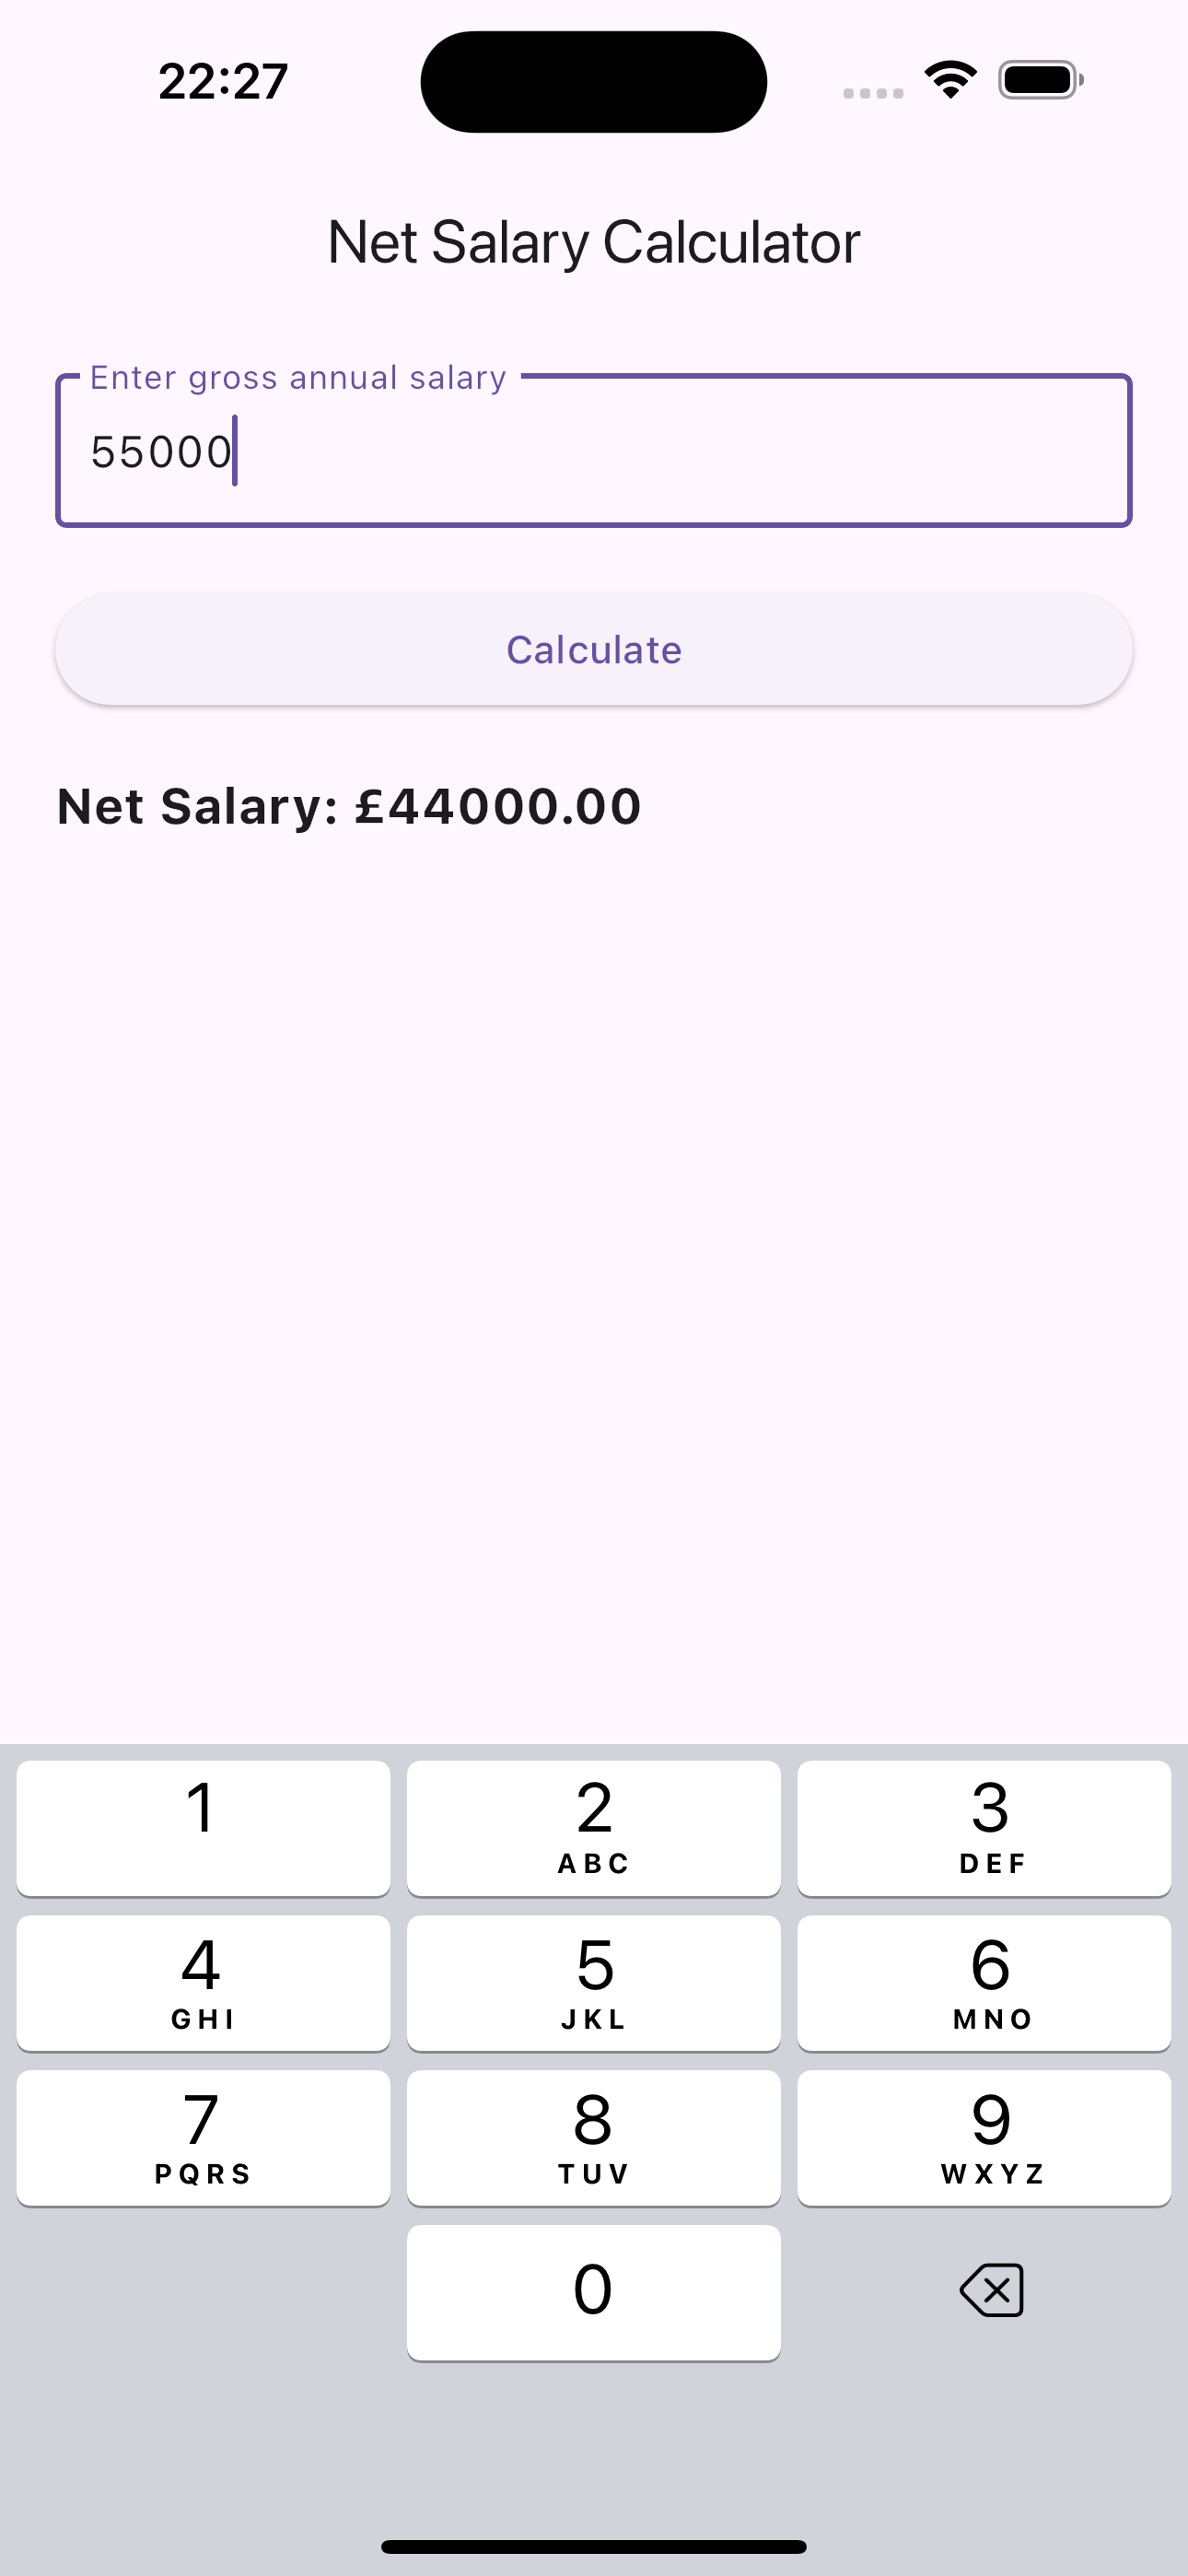 22:27
Net Salary Calculator
Enter gross annual salary
55000
Calculate
Net Salary: £44000.00
1 2 3
ABC DEF
4 5 6
GHI JKL MNO
7 8 9
PQRS TUV WXYZ
0